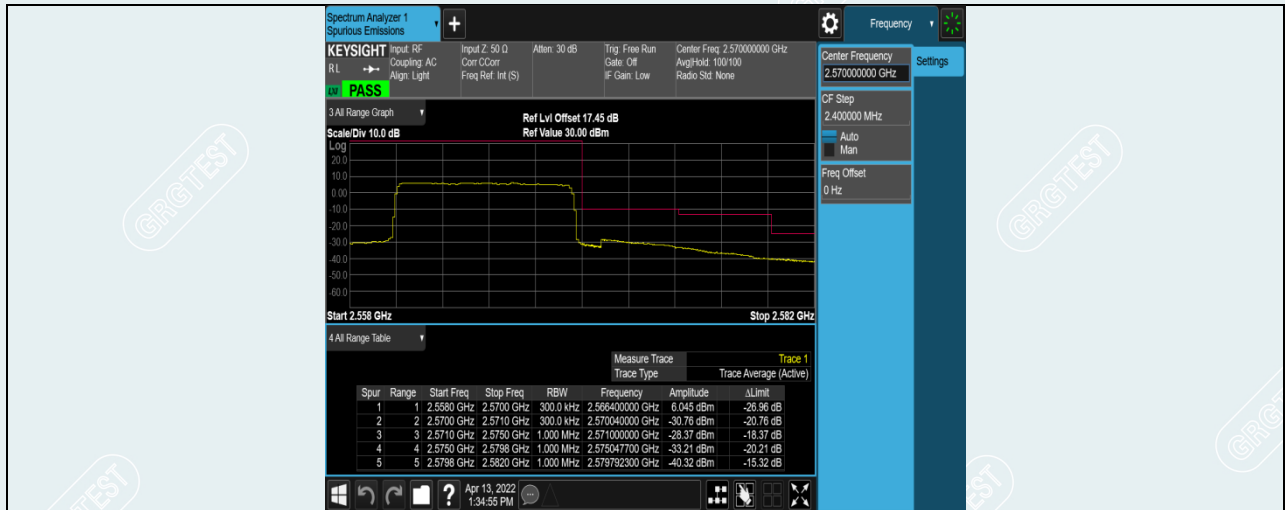 Spectrum Analyzer 1
Spurious Emissions
Frequency
KEYSIGHT Input: RF Input Z: 50 Ω Atten: 30 dB Trig: Free Run Center Freq: 2.570000000 GHz
Coupling: AC Corr CCorr Gate: Off Avg|Hold: 100/100
RL Align: Light Freq Ref: Int (S) IF Gain: Low Radio Std: None
LXI PASS
Center Frequency
2.570000000 GHz
Settings
CF Step
2.400000 MHz
Auto
Man
Freq Offset
0 Hz
3 All Range Graph
Ref Lvl Offset 17.45 dB
Scale/Div 10.0 dB Ref Value 30.00 dBm
Log
20.0
10.0
0.00
-10.0
-20.0
-30.0
-40.0
-50.0
-60.0
Start 2.558 GHz Stop 2.582 GHz
4 All Range Table
Measure Trace Trace 1
Trace Type Trace Average (Active)
Spur Range Start Freq Stop Freq RBW Frequency Amplitude ΔLimit
1 1 2.5580 GHz 2.5700 GHz 300.0 kHz 2.566400000 GHz 6.045 dBm -26.96 dB
2 2 2.5700 GHz 2.5710 GHz 300.0 kHz 2.570040000 GHz -30.76 dBm -20.76 dB
3 3 2.5710 GHz 2.5750 GHz 1.000 MHz 2.571000000 GHz -28.37 dBm -18.37 dB
4 4 2.5750 GHz 2.5798 GHz 1.000 MHz 2.575047700 GHz -33.21 dBm -20.21 dB
5 5 2.5798 GHz 2.5820 GHz 1.000 MHz 2.579792300 GHz -40.32 dBm -15.32 dB
? Apr 13, 2022
1:34:55 PM
GRGTEST
GRGTEST
GRGTEST
GRGTEST
GRGTEST